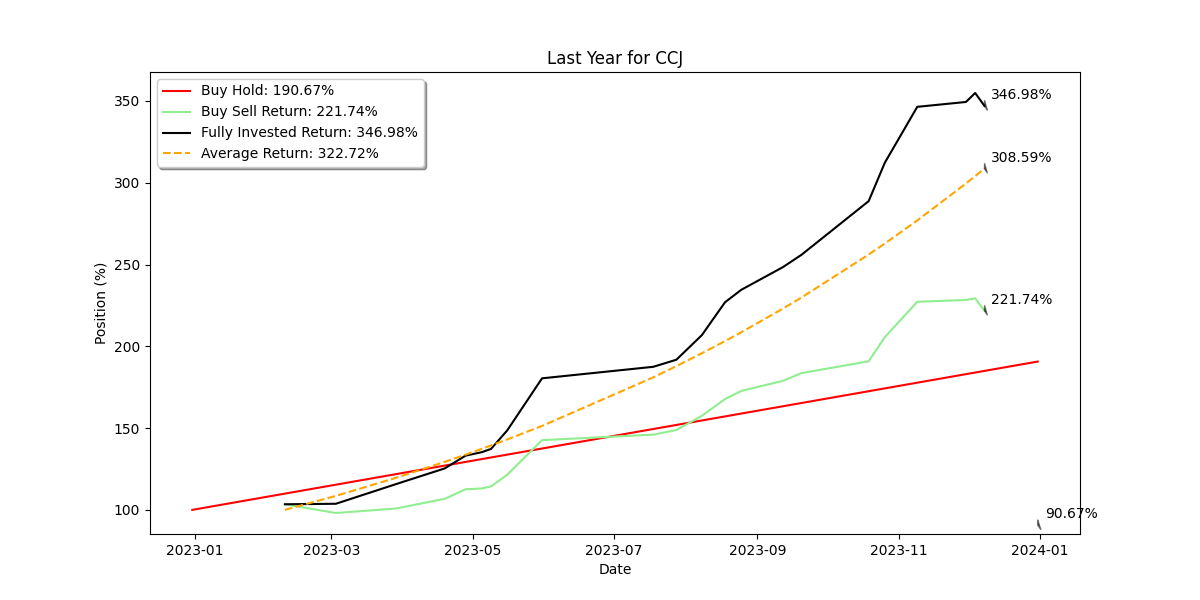 Last Year for CCJ
Buy Hold: 190.67%
Buy Sell Return: 221.74%
Fully Invested Return: 346.98%
Average Return: 322.72%
346.98%
308.59%
221.74%
90.67%
Position (%)
350
300
250
200
150
100
2023-01 2023-03 2023-05 2023-07 2023-09 2023-11 2024-01
Date